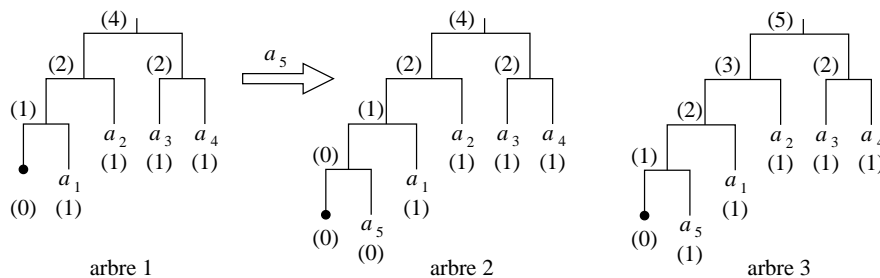 (4) (4) (5)
a5
(2) (2) (2) (2) (3) (2)
(1) (1) (2)
a2 a3 a4 (0) a2 a3 a4 (1) a2 a3 a4
(1) (1) (1) (1) (1) (1) (1) (1) (1)
a1 a1 a1
(0) (1) (1) (1)
a5 a5
(0) (0) (0) (1)
arbre 1 arbre 2 arbre 3